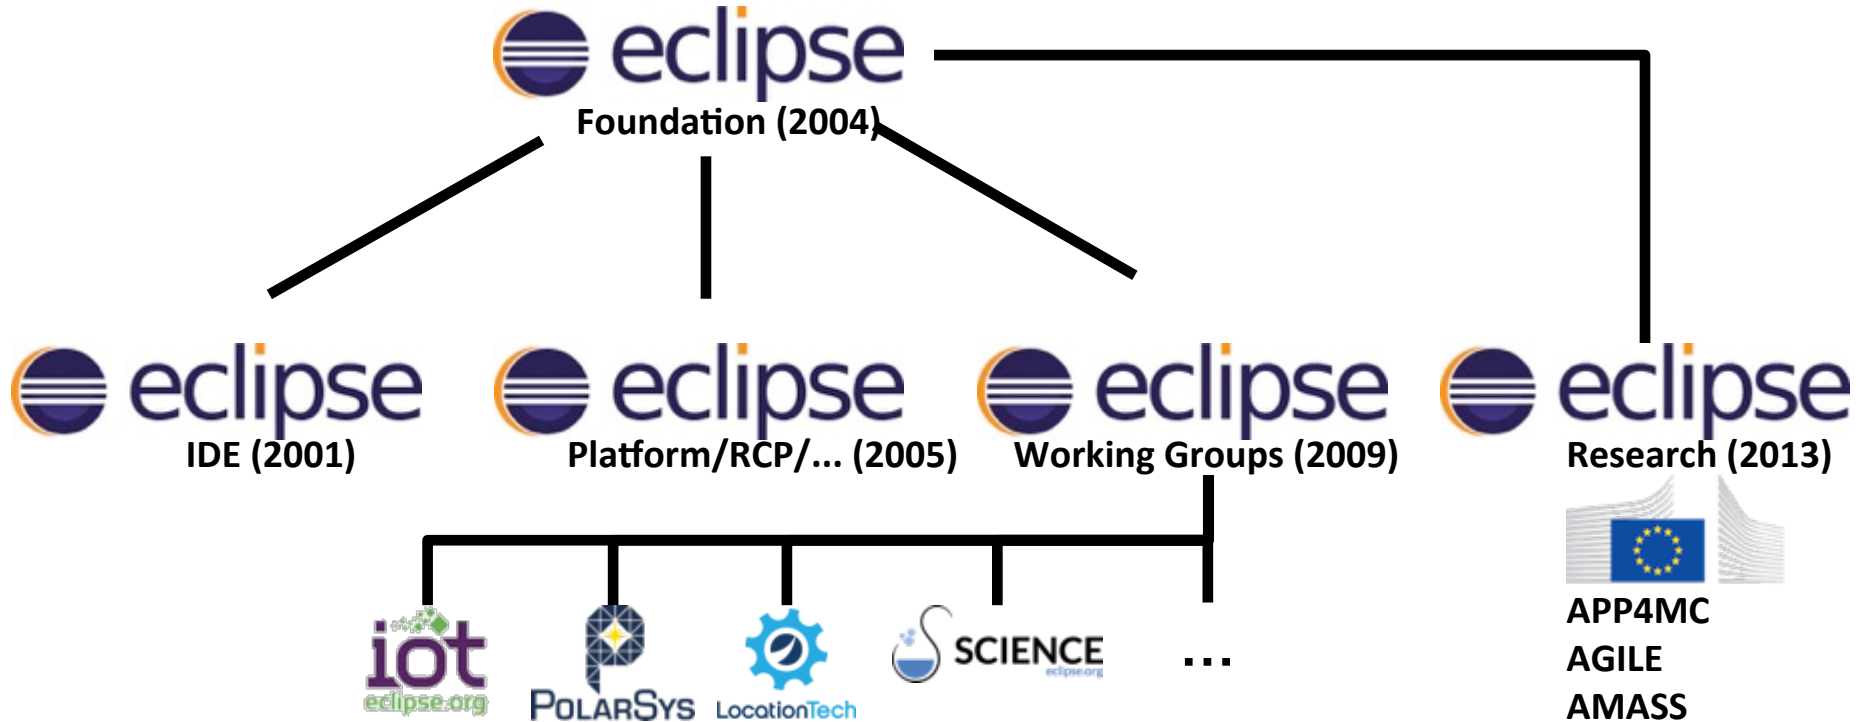 eclipse
Foundation (2004)
eclipse
IDE (2001)
eclipse
Platform/RCP/... (2005)
eclipse
Working Groups (2009)
eclipse
Research (2013)
iot
eclipse.org
POLARSYS
LocationTech
SCIENCE
eclipse.org
...
APP4MC
AGILE
AMASS